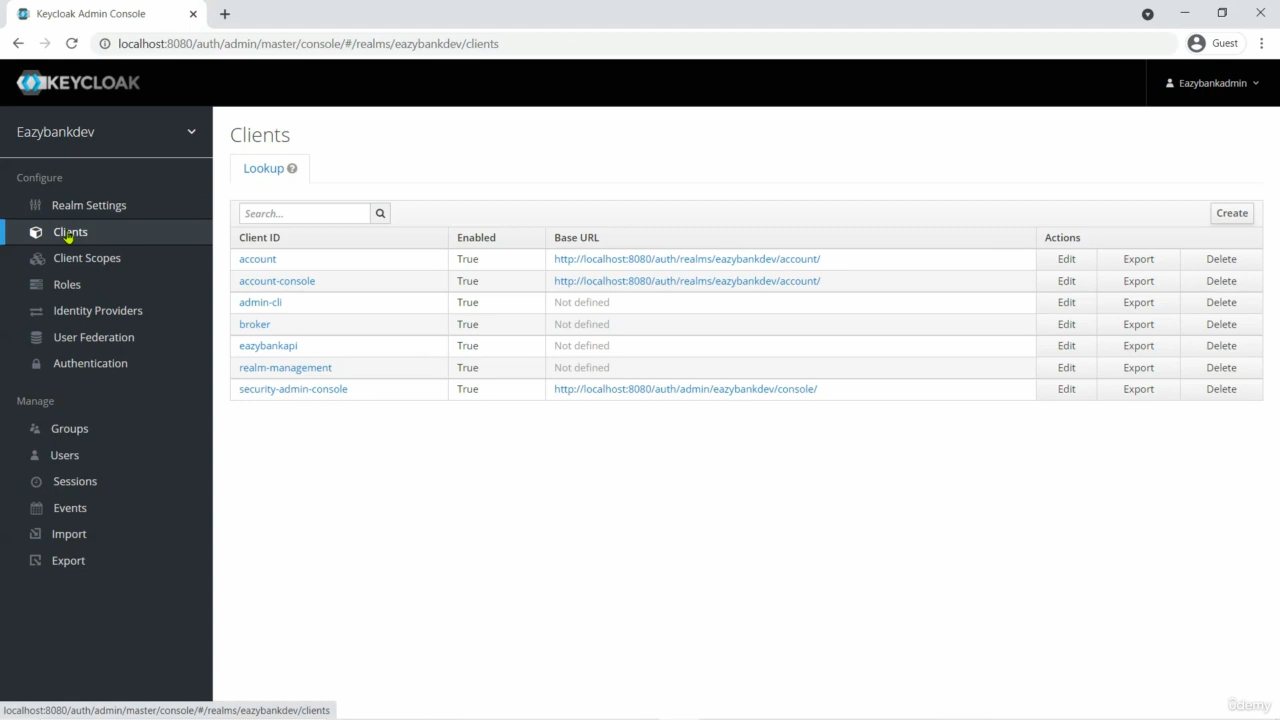 Keycloak Admin Console
localhost:8080/auth/admin/master/console/#/realms/eazybankdev/clients
Guest
KEYCLOAK
Eazybankadmin
Eazybankdev
Configure
Realm Settings
Clients
Client Scopes
Roles
Identity Providers
User Federation
Authentication
Manage
Groups
Users
Sessions
Events
Import
Export
Clients
Lookup
Search...
Create
Client ID Enabled Base URL Actions
account True http://localhost:8080/auth/realms/eazybankdev/account/ Edit Export Delete
account-console True http://localhost:8080/auth/realms/eazybankdev/account/ Edit Export Delete
admin-cli True Not defined Edit Export Delete
broker True Not defined Edit Export Delete
eazybankapi True Not defined Edit Export Delete
realm-management True Not defined Edit Export Delete
security-admin-console True http://localhost:8080/auth/admin/eazybankdev/console/ Edit Export Delete
localhost:8080/auth/admin/master/console/#/realms/eazybankdev/clients
ûdemy